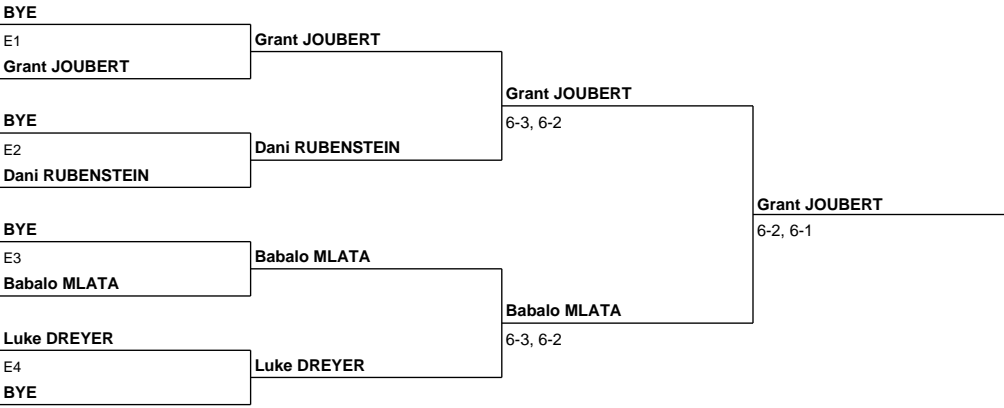 BYE
E1
Grant JOUBERT
Grant JOUBERT
BYE
E2
Dani RUBENSTEIN
Dani RUBENSTEIN
Grant JOUBERT
6-3, 6-2
BYE
E3
Babalo MLATA
Babalo MLATA
Luke DREYER
E4
BYE
Luke DREYER
Babalo MLATA
6-3, 6-2
Grant JOUBERT
6-2, 6-1